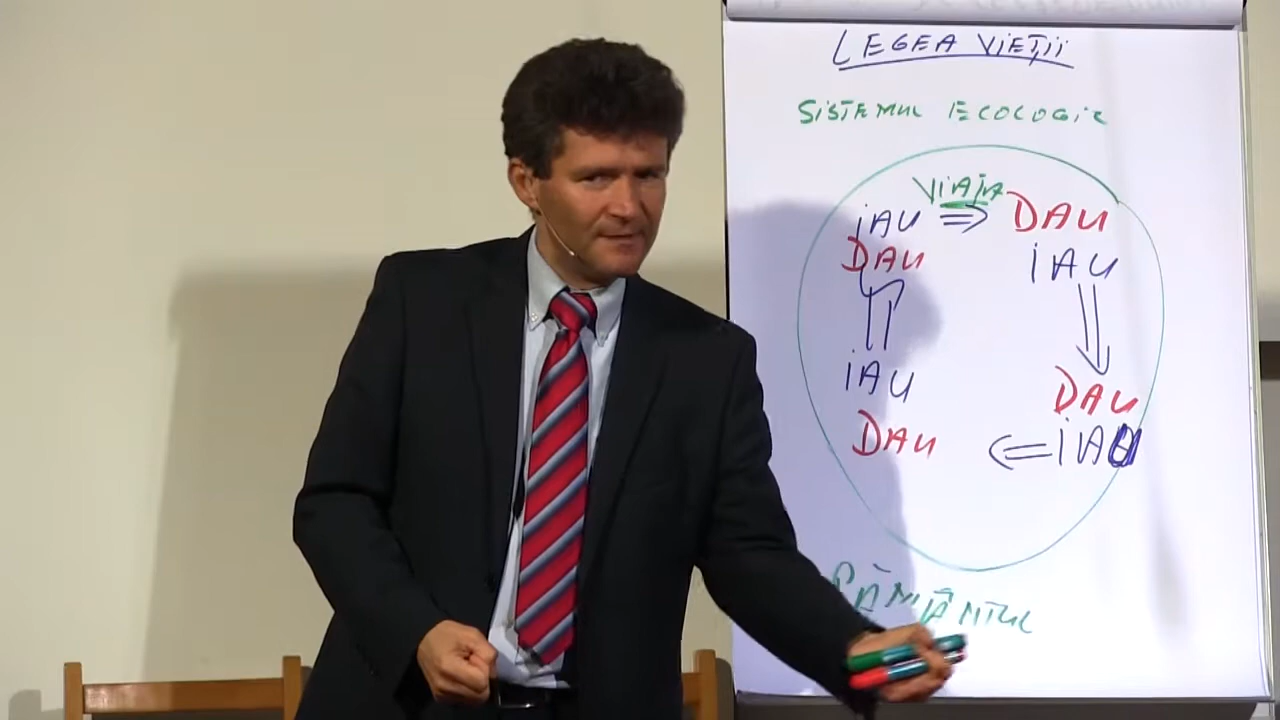 LEGEA VIEȚII
SISTEMUL ECOLOGIC
VIAȚA
iAU ⇒ DAU
DAU iAU
iAU DAU
DAU ⇐ iAU
PĂMÂNTUL